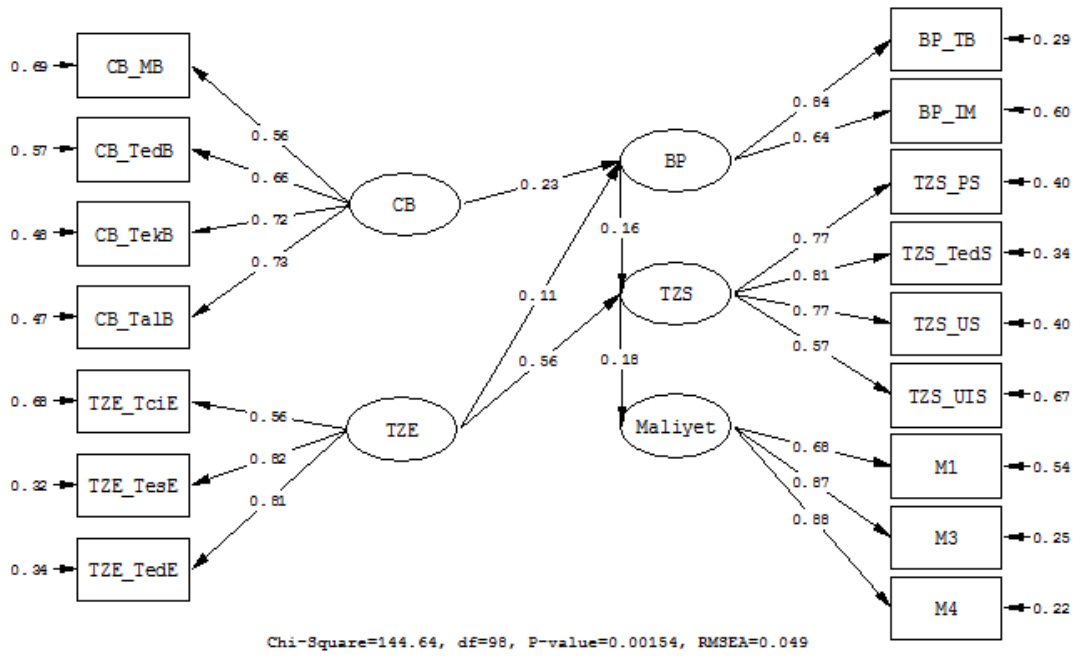 0.69
CB_MB
0.57
CB_TedB
0.48
CB_TekB
0.47
CB_TalB
0.68
TZE_TciE
0.32
TZE_TesE
0.34
TZE_TedE
0.56
0.66
0.72
0.73
CB
0.56
0.82
0.81
TZE
0.23
0.11
0.56
BP
0.16
TZS
0.18
Maliyet
0.84
0.64
0.77
0.81
0.77
0.57
0.68
0.87
0.88
BP_TB
0.29
BP_IM
0.60
TZS_PS
0.40
TZS_TedS
0.34
TZS_US
0.40
TZS_UIS
0.67
M1
0.54
M3
0.25
M4
0.22
Chi-Square=144.64, df=98, P-value=0.00154, RMSEA=0.049